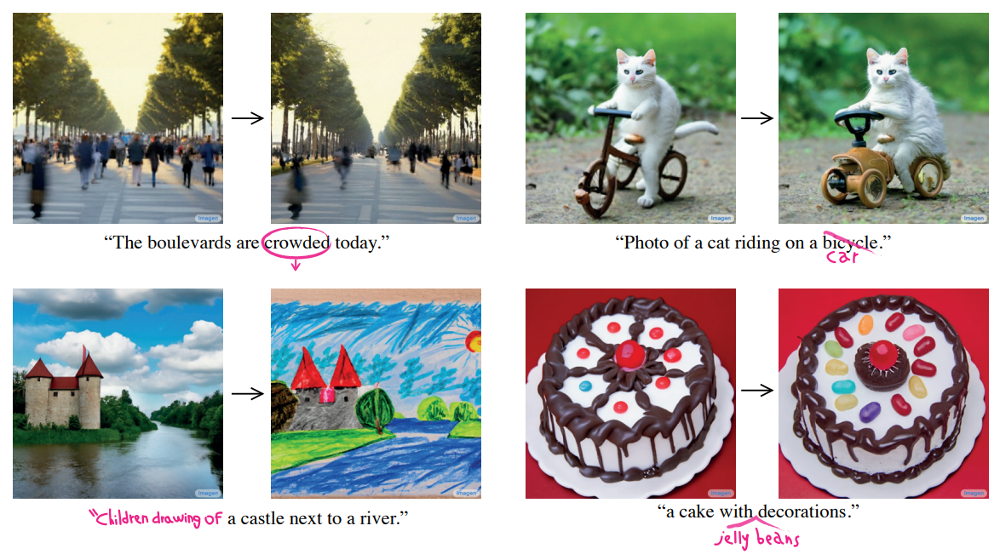 Imagen Imagen Imagen Imagen
“The boulevards are crowded today.” “Photo of a cat riding on a bicycle.”
car
Imagen Imagen Imagen Imagen
“a cake with decorations.”
“Children drawing of a castle next to a river.”
jelly beans